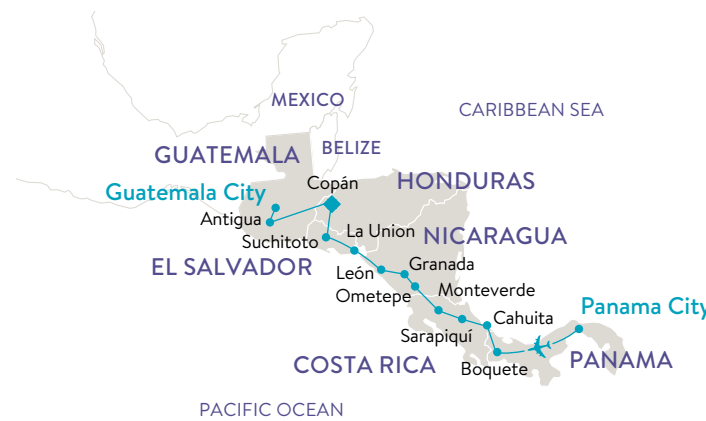 MEXICO
CARIBBEAN SEA
GUATEMALA
BELIZE
Copán
HONDURAS
Guatemala City
Antigua
La Union
NICARAGUA
Suchitoto
EL SALVADOR
León
Granada
Ometepe
Monteverde
Panama City
Cahuita
Sarapiquí
COSTA RICA
Boquete
PANAMA
PACIFIC OCEAN